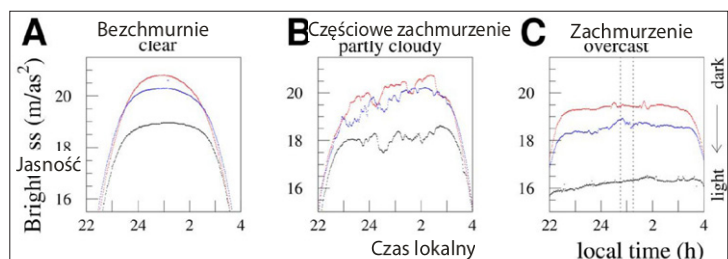 A Bezchmurnie
clear
B Częściowe zachmurzenie
partly cloudy
C Zachmurzenie
overcast
ss (m/as²)
Jasność
Bright
20
18
16
22 24 2 4
20
18
16
22 24 2 4
Czas lokalny
20
18
16
22 24 2 4
local time (h)
dark
light